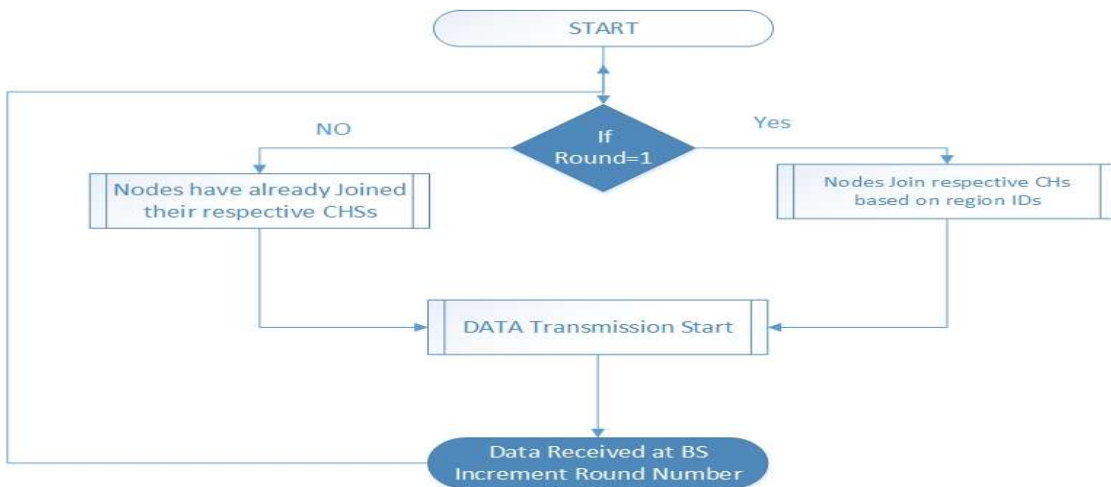 START
NO
Yes
If
Round=1
Nodes have already Joined
their respective CHSs
Nodes Join respective CHs
based on region IDs
DATA Transmission Start
Data Received at BS
Increment Round Number